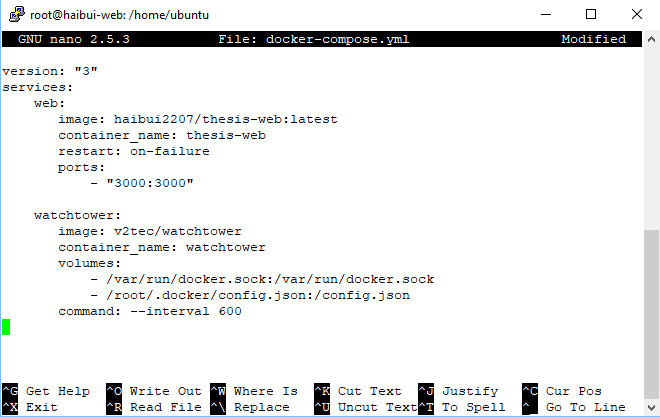 root@haibui-web: /home/ubuntu
GNU nano 2.5.3 File: docker-compose.yml Modified
version: "3"
services:
    web:
       image: haibui2207/thesis-web:latest
       container_name: thesis-web
       restart: on-failure
       ports:
           - "3000:3000"

    watchtower:
       image: v2tec/watchtower
       container_name: watchtower
       volumes:
           - /var/run/docker.sock:/var/run/docker.sock
           - /root/.docker/config.json:/config.json
       command: --interval 600
^G Get Help ^O Write Out ^W Where Is ^K Cut Text ^J Justify ^C Cur Pos
^X Exit ^R Read File ^\ Replace ^U Uncut Text^T To Spell ^_ Go To Line